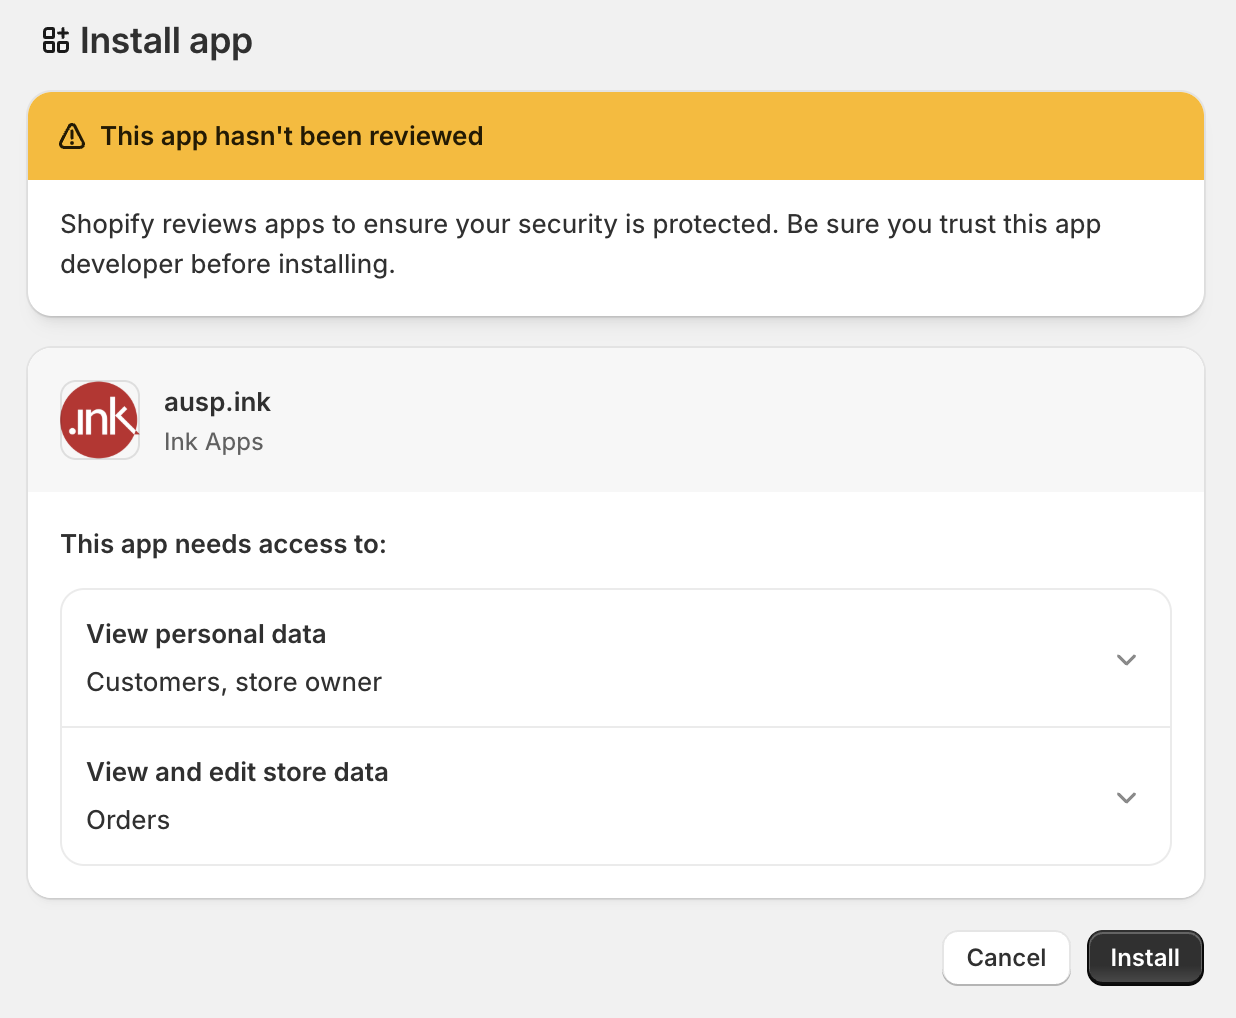 Install app
This app hasn't been reviewed
Shopify reviews apps to ensure your security is protected. Be sure you trust this app
developer before installing.
.ink
ausp.ink
Ink Apps
This app needs access to:
View personal data
Customers, store owner
View and edit store data
Orders
Cancel
Install